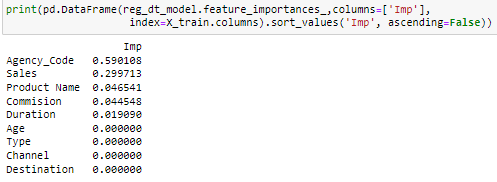 print(pd.DataFrame(reg_dt_model.feature_importances_,columns=['Imp'],
index=X_train.columns).sort_values('Imp', ascending=False))
Imp
Agency_Code 0.590108
Sales 0.299713
Product Name 0.046541
Commision 0.044548
Duration 0.019090
Age 0.000000
Type 0.000000
Channel 0.000000
Destination 0.000000